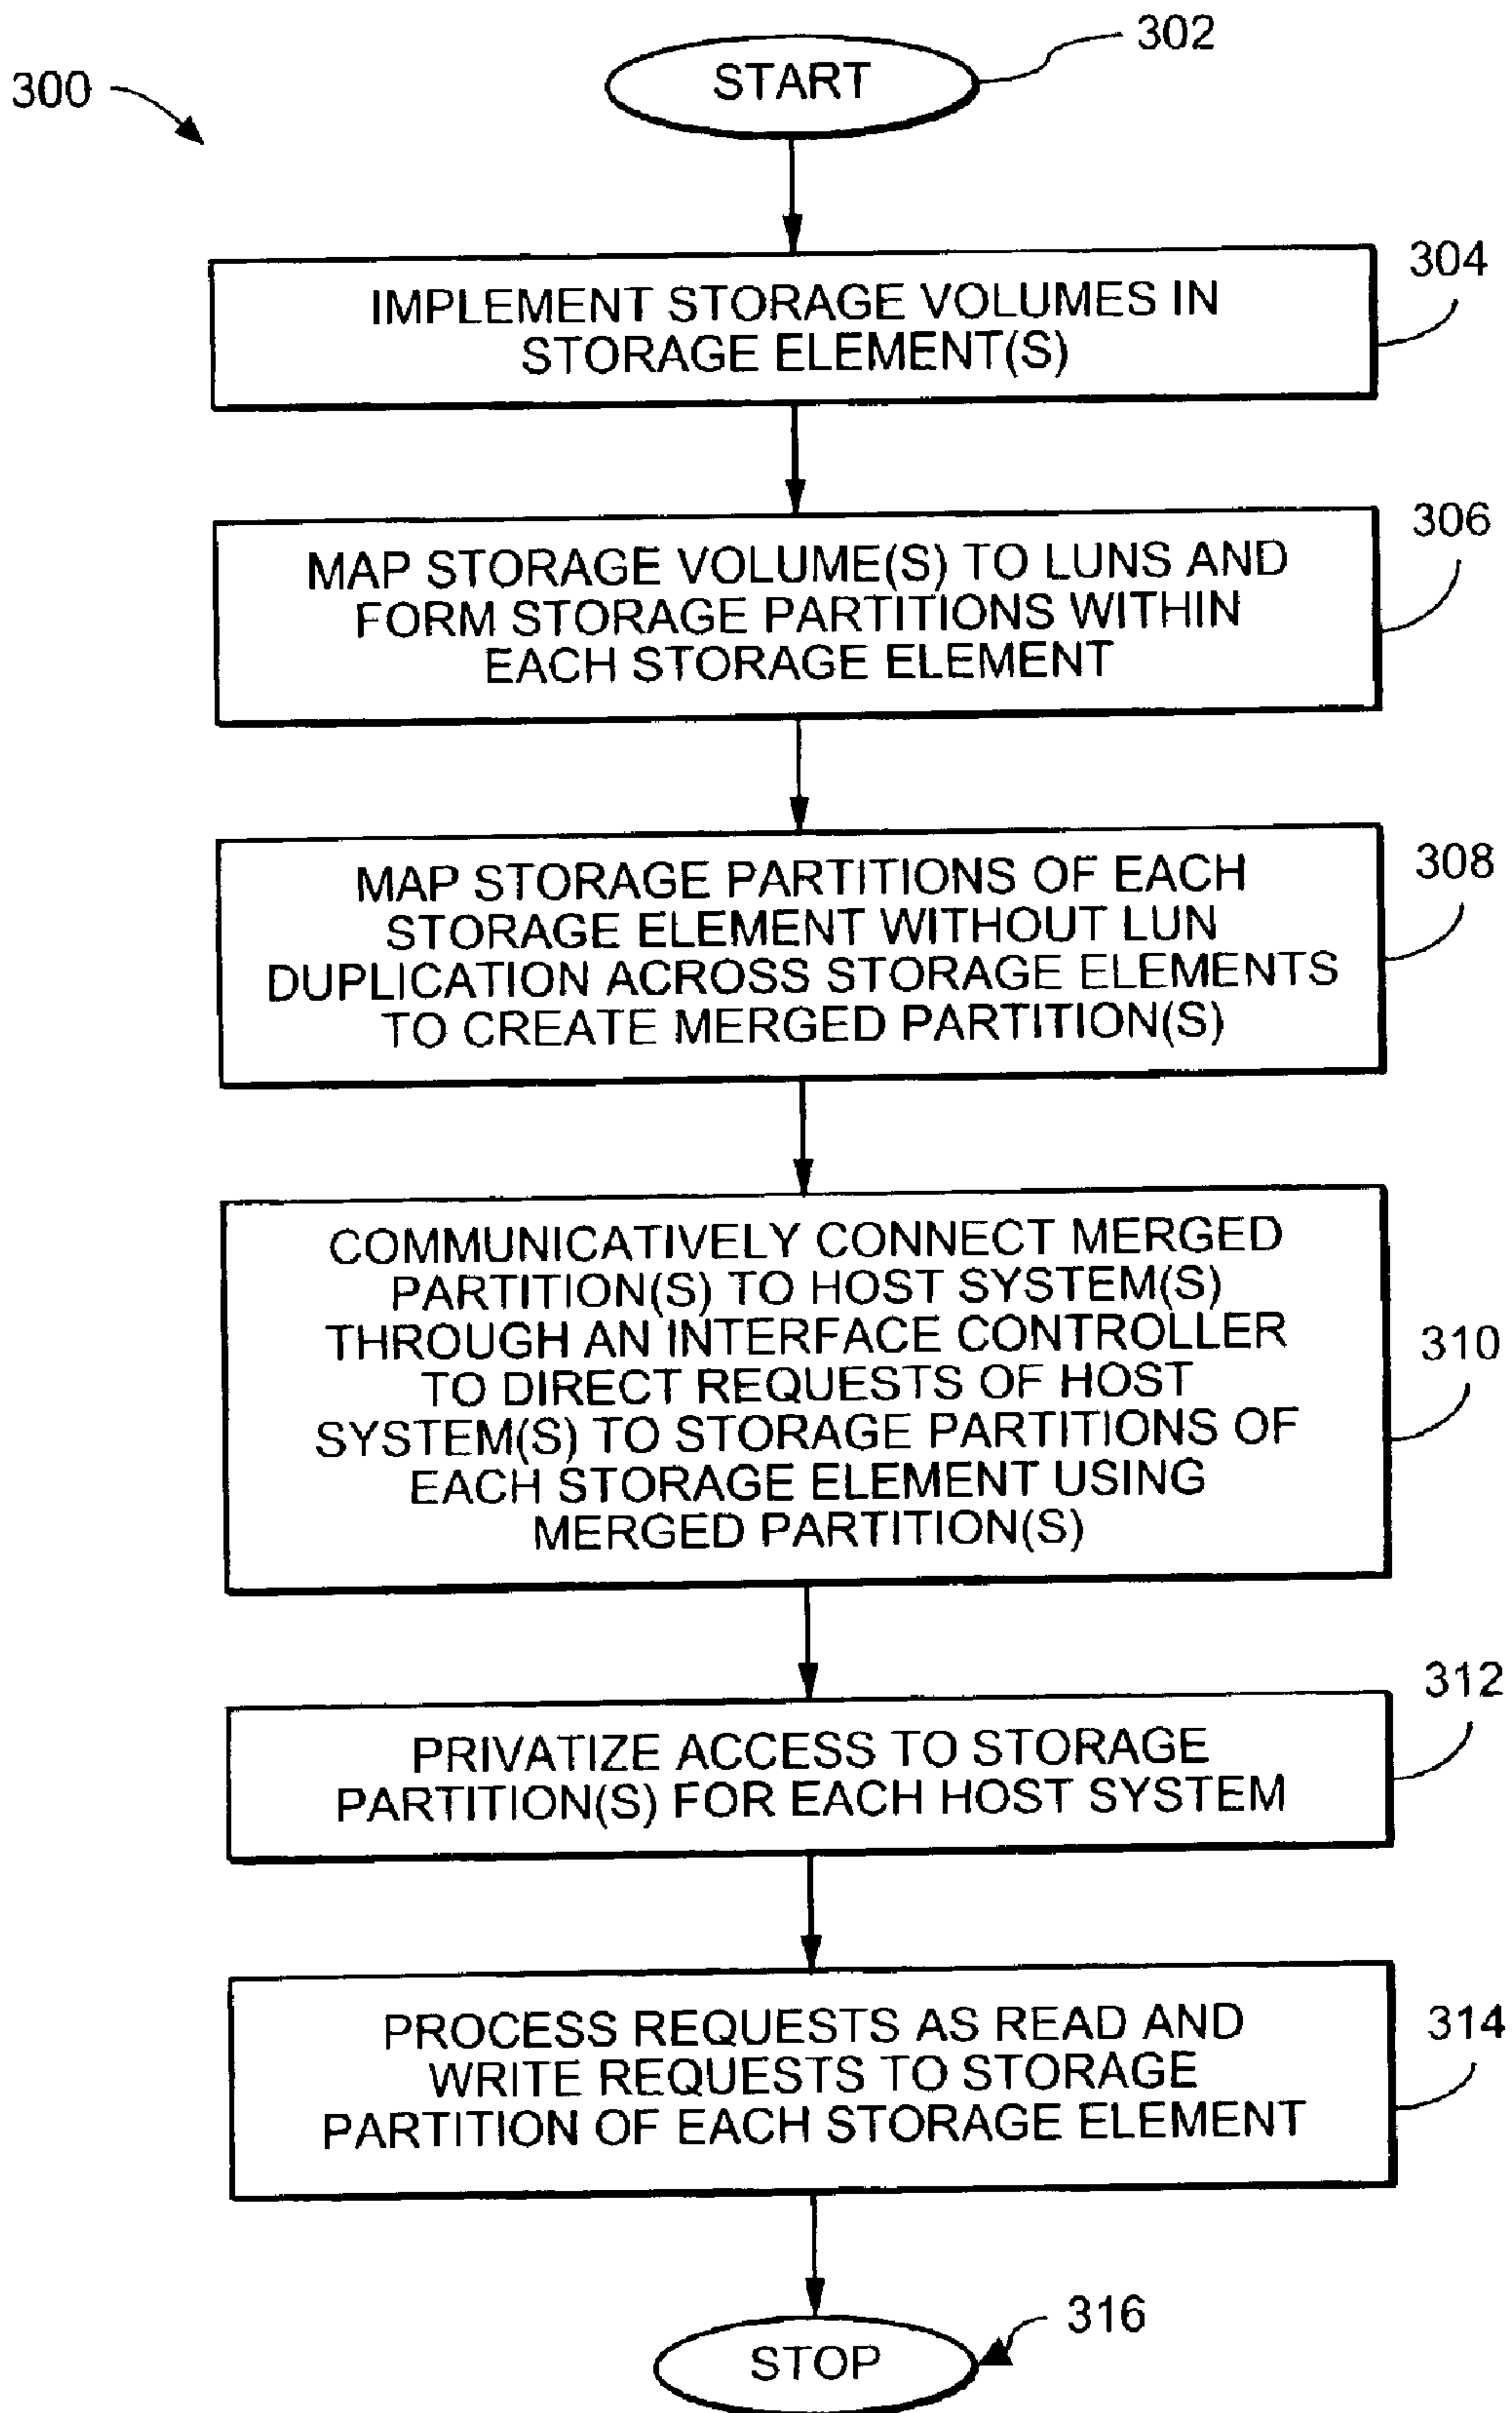 302
START
300
304
IMPLEMENT STORAGE VOLUMES IN
STORAGE ELEMENT(S)
306
MAP STORAGE VOLUME(S) TO LUNS AND
FORM STORAGE PARTITIONS WITHIN
EACH STORAGE ELEMENT
308
MAP STORAGE PARTITIONS OF EACH
STORAGE ELEMENT WITHOUT LUN
DUPLICATION ACROSS STORAGE ELEMENTS
TO CREATE MERGED PARTITION(S)
COMMUNICATIVELY CONNECT MERGED
PARTITION(S) TO HOST SYSTEM(S)
THROUGH AN INTERFACE CONTROLLER
310
TO DIRECT REQUESTS OF HOST
SYSTEM(S) TO STORAGE PARTITIONS OF
EACH STORAGE ELEMENT USING
MERGED PARTITION(S)
312
PRIVATIZE ACCESS TO STORAGE
PARTITION(S) FOR EACH HOST SYSTEM
314
PROCESS REQUESTS AS READ AND
WRITE REQUESTS TO STORAGE
PARTITION OF EACH STORAGE ELEMENT
316
STOP